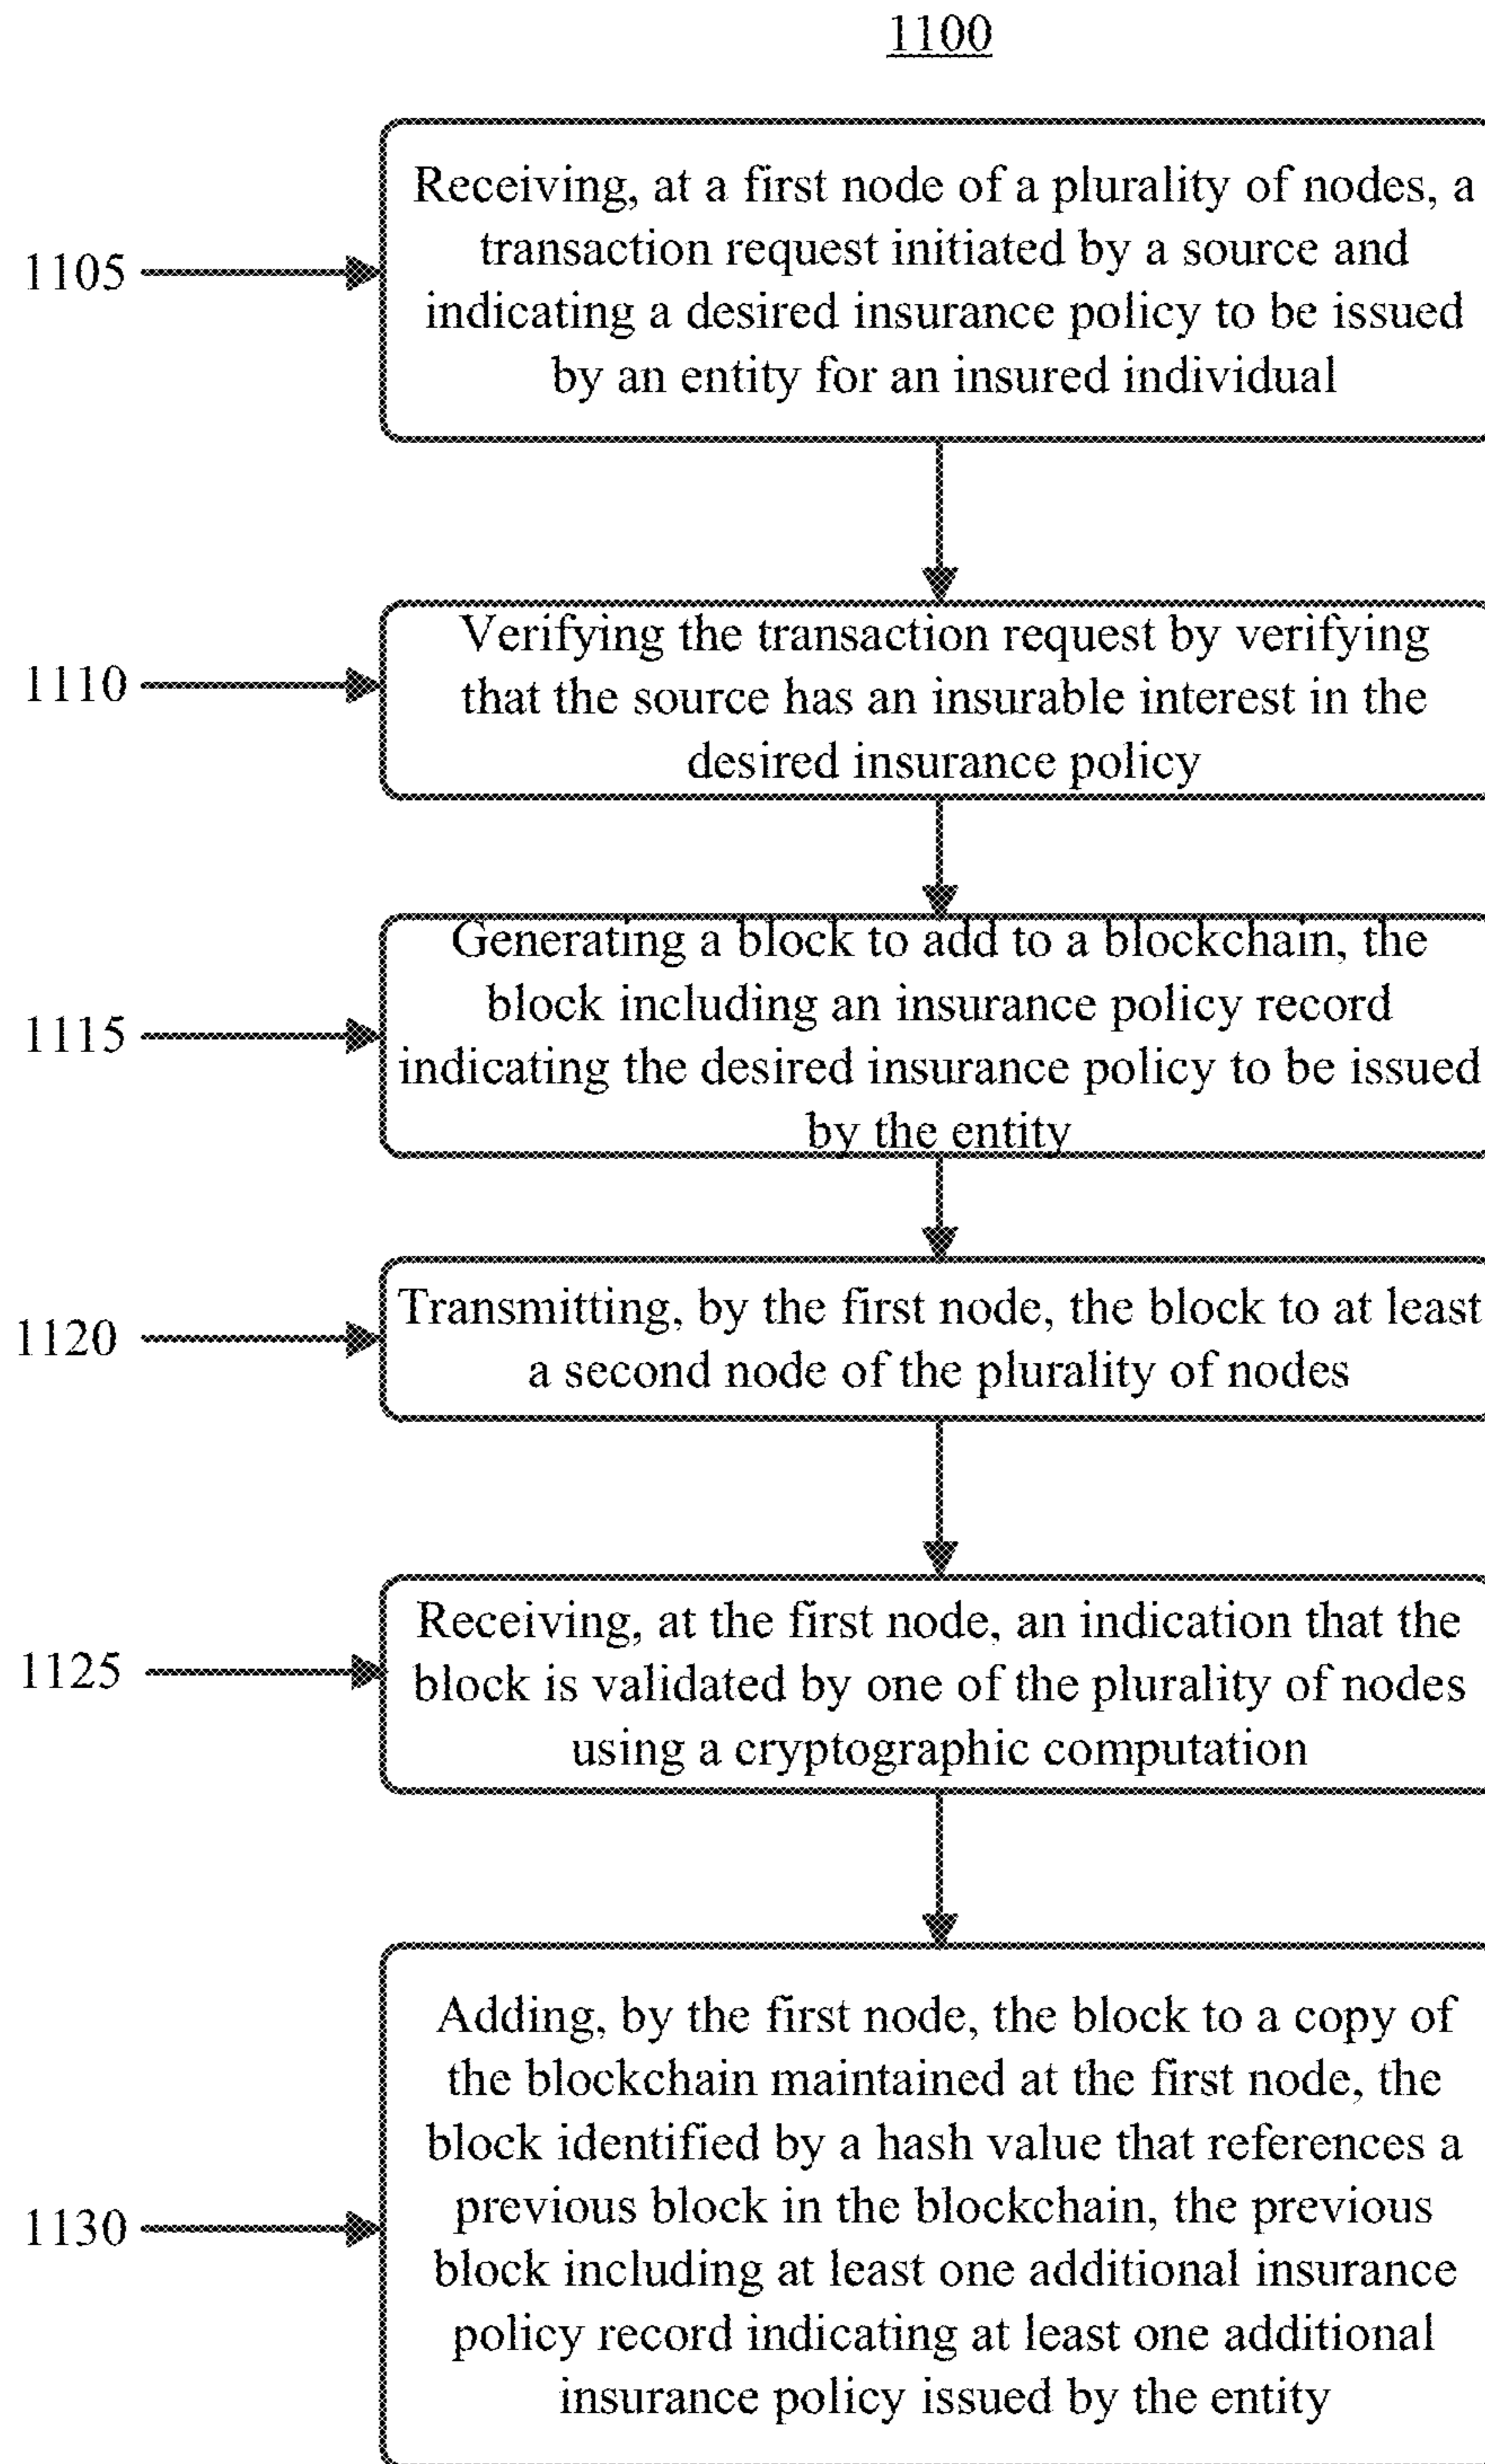 1100
1105
Receiving, at a first node of a plurality of nodes, a
transaction request initiated by a source and
indicating a desired insurance policy to be issued
by an entity for an insured individual
1110
Verifying the transaction request by verifying
that the source has an insurable interest in the
desired insurance policy
1115
Generating a block to add to a blockchain, the
block including an insurance policy record
indicating the desired insurance policy to be issued
by the entity
1120
Transmitting, by the first node, the block to at least
a second node of the plurality of nodes
1125
Receiving, at the first node, an indication that the
block is validated by one of the plurality of nodes
using a cryptographic computation
1130
Adding, by the first node, the block to a copy of
the blockchain maintained at the first node, the
block identified by a hash value that references a
previous block in the blockchain, the previous
block including at least one additional insurance
policy record indicating at least one additional
insurance policy issued by the entity